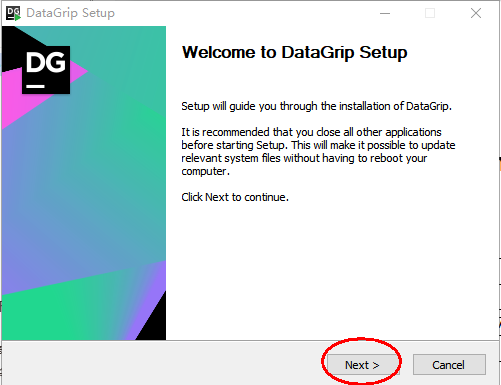 DG DataGrip Setup
DG
Welcome to DataGrip Setup
Setup will guide you through the installation of DataGrip.
It is recommended that you close all other applications
before starting Setup. This will make it possible to update
relevant system files without having to reboot your
computer.
Click Next to continue.
Next >
Cancel